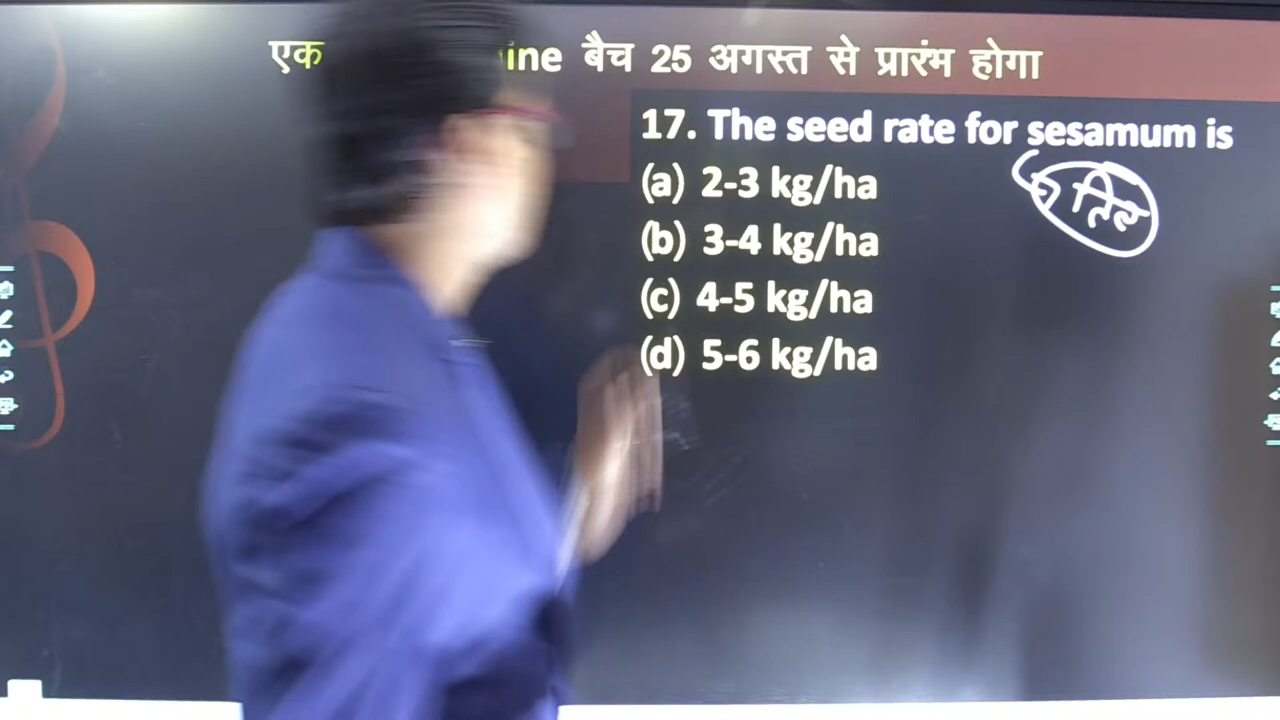 एक ine बैच 25 अगस्त से प्रारंभ होगा
17. The seed rate for sesamum is
तिल
(a) 2-3 kg/ha
(b) 3-4 kg/ha
(c) 4-5 kg/ha
(d) 5-6 kg/ha